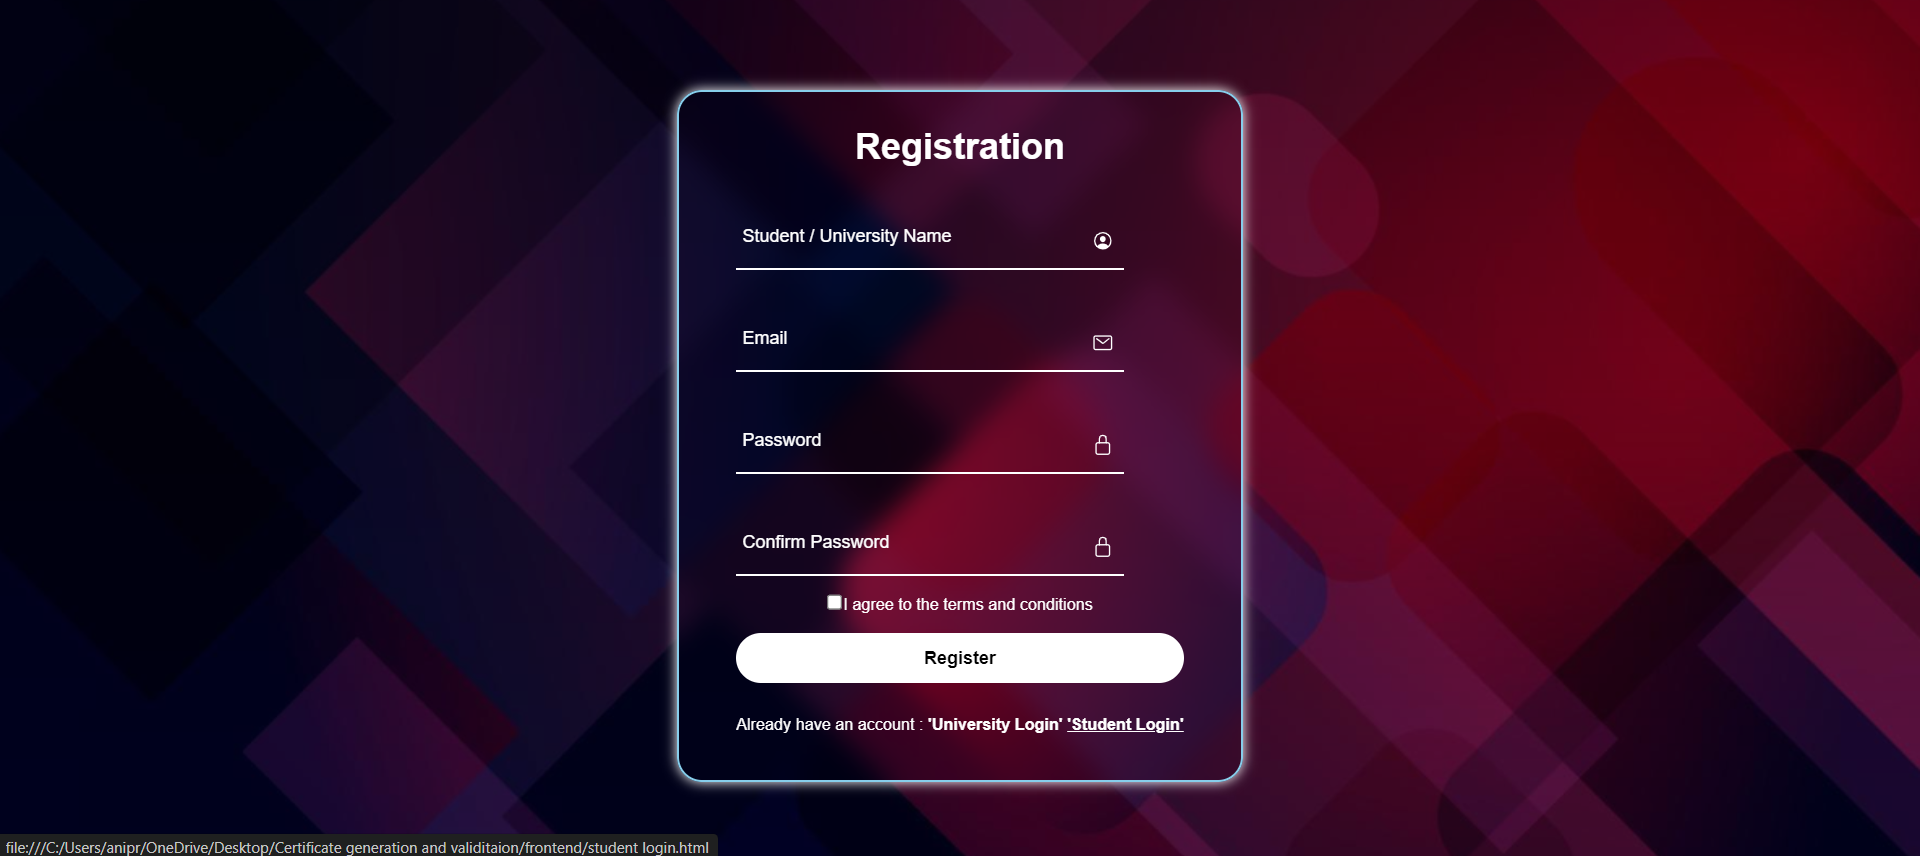 Registration
Student / University Name
Email
Password
Confirm Password
I agree to the terms and conditions
Register
Already have an account : 'University Login' 'Student Login'
file:///C:/Users/anipr/OneDrive/Desktop/Certificate generation and validitaion/frontend/student login.html